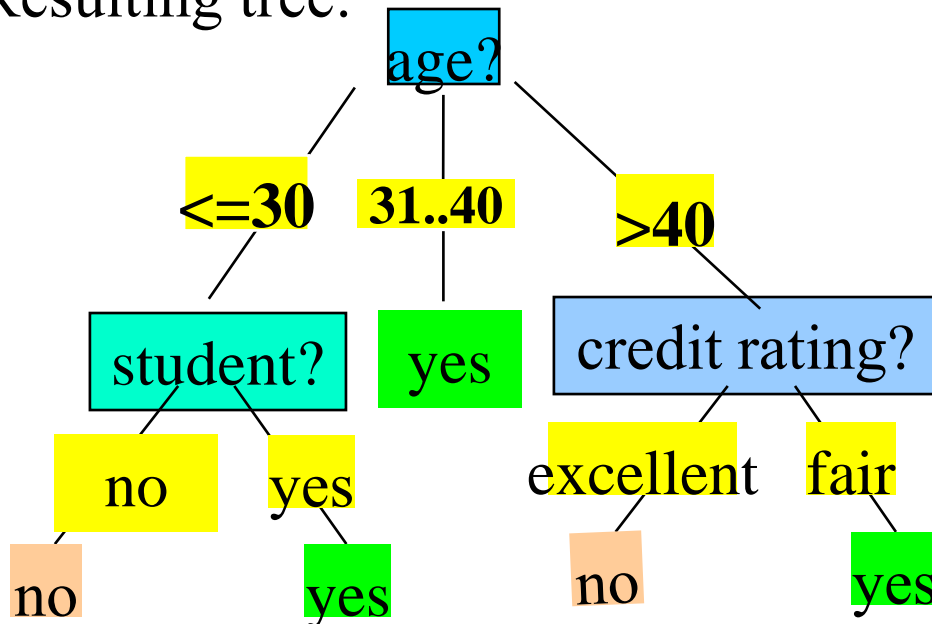 Resulting tree:
age?
<=30
31..40
>40
student?
yes
credit rating?
no
yes
excellent
fair
no
yes
no
yes